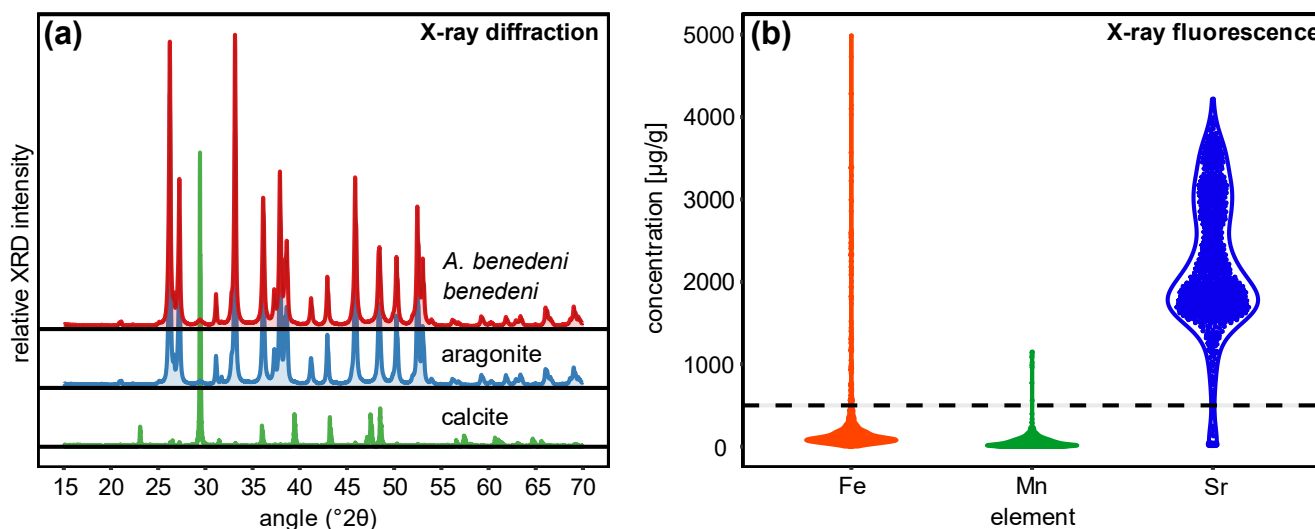 (a)
X-ray diffraction
relative XRD intensity
A. benedeni
benedeni
aragonite
calcite
15 20 25 30 35 40 45 50 55 60 65 70
angle (°2θ)
(b)
X-ray fluorescence
concentration [µg/g]
5000
4000
3000
2000
1000
0
Fe Mn Sr
element